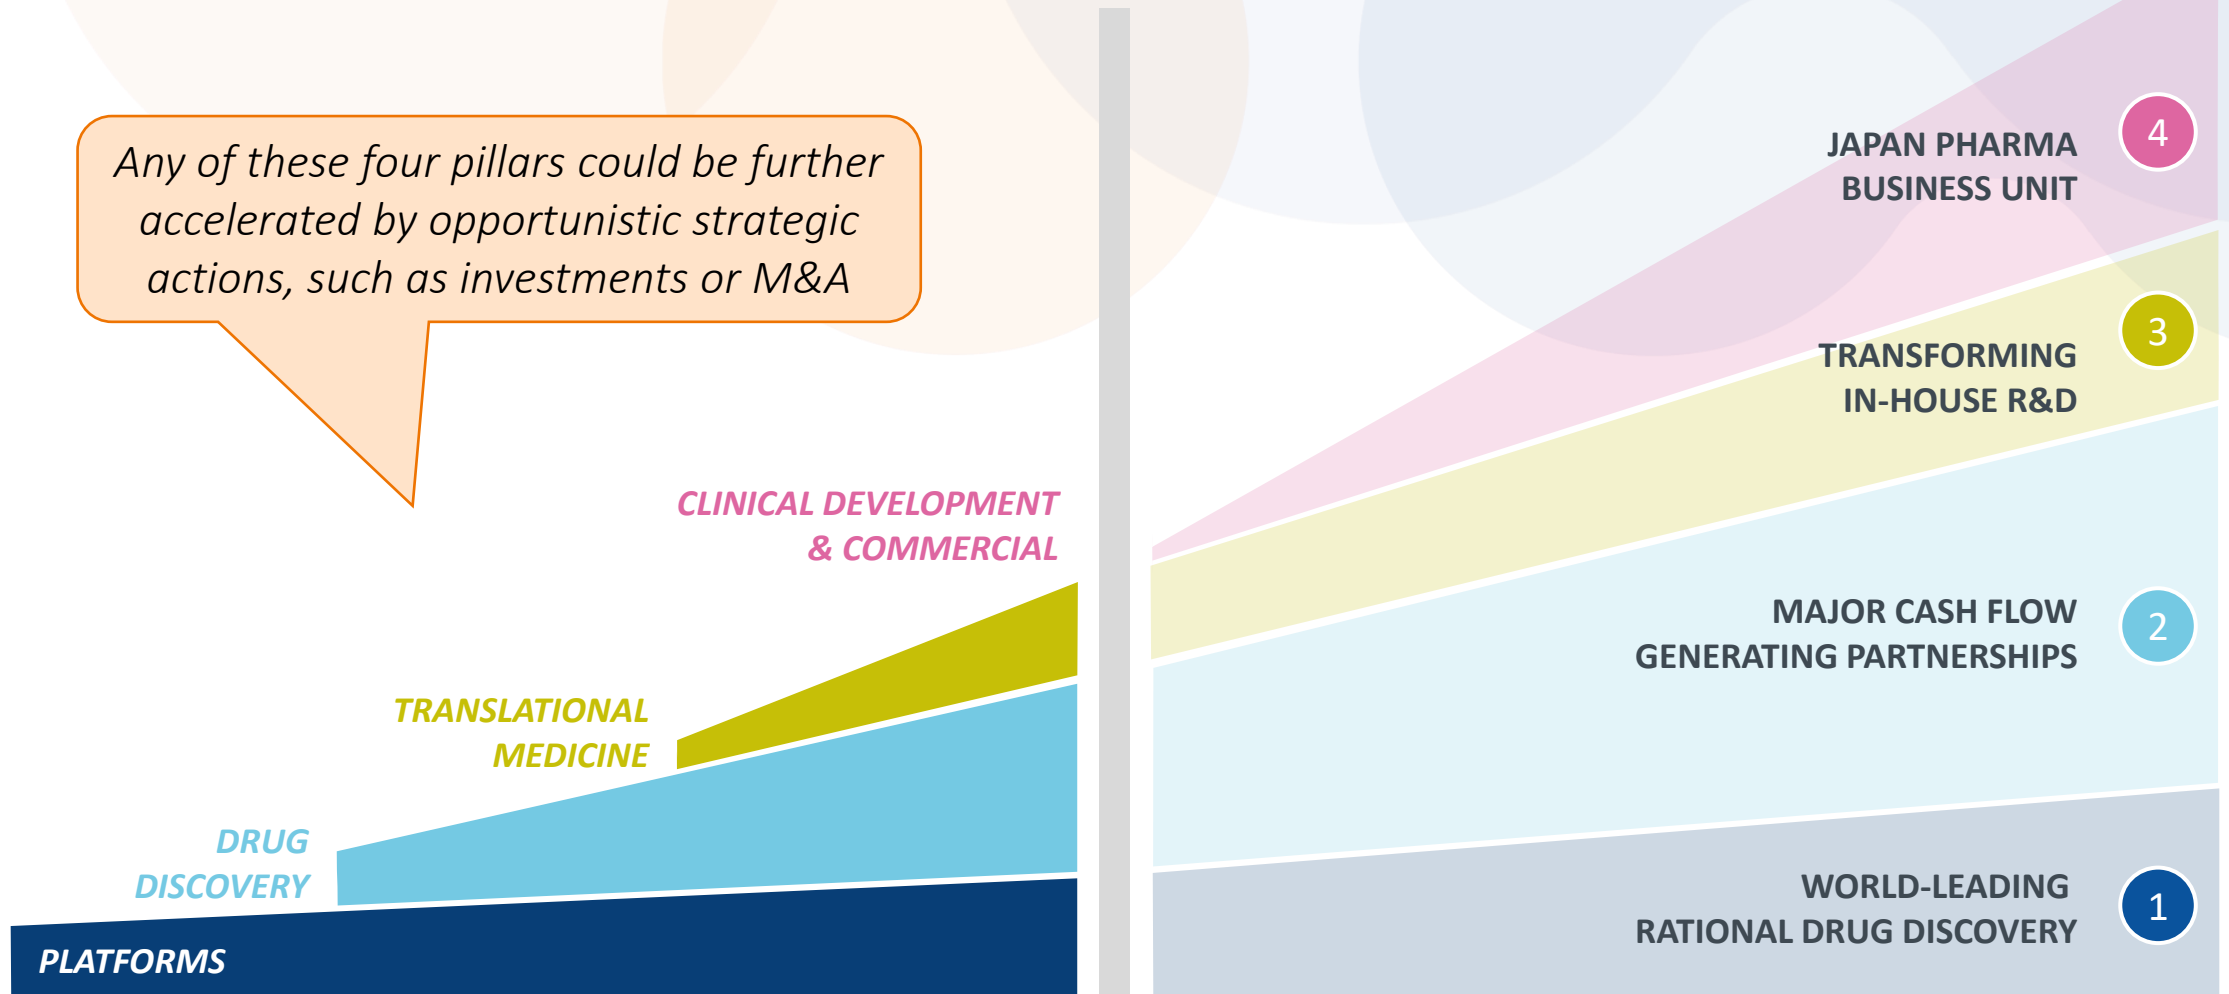 Any of these four pillars could be further
accelerated by opportunistic strategic
actions, such as investments or M&A
CLINICAL DEVELOPMENT
& COMMERCIAL
TRANSLATIONAL
MEDICINE
DRUG
DISCOVERY
PLATFORMS
JAPAN PHARMA
BUSINESS UNIT
4
TRANSFORMING
IN-HOUSE R&D
3
MAJOR CASH FLOW
GENERATING PARTNERSHIPS
2
WORLD-LEADING
RATIONAL DRUG DISCOVERY
1